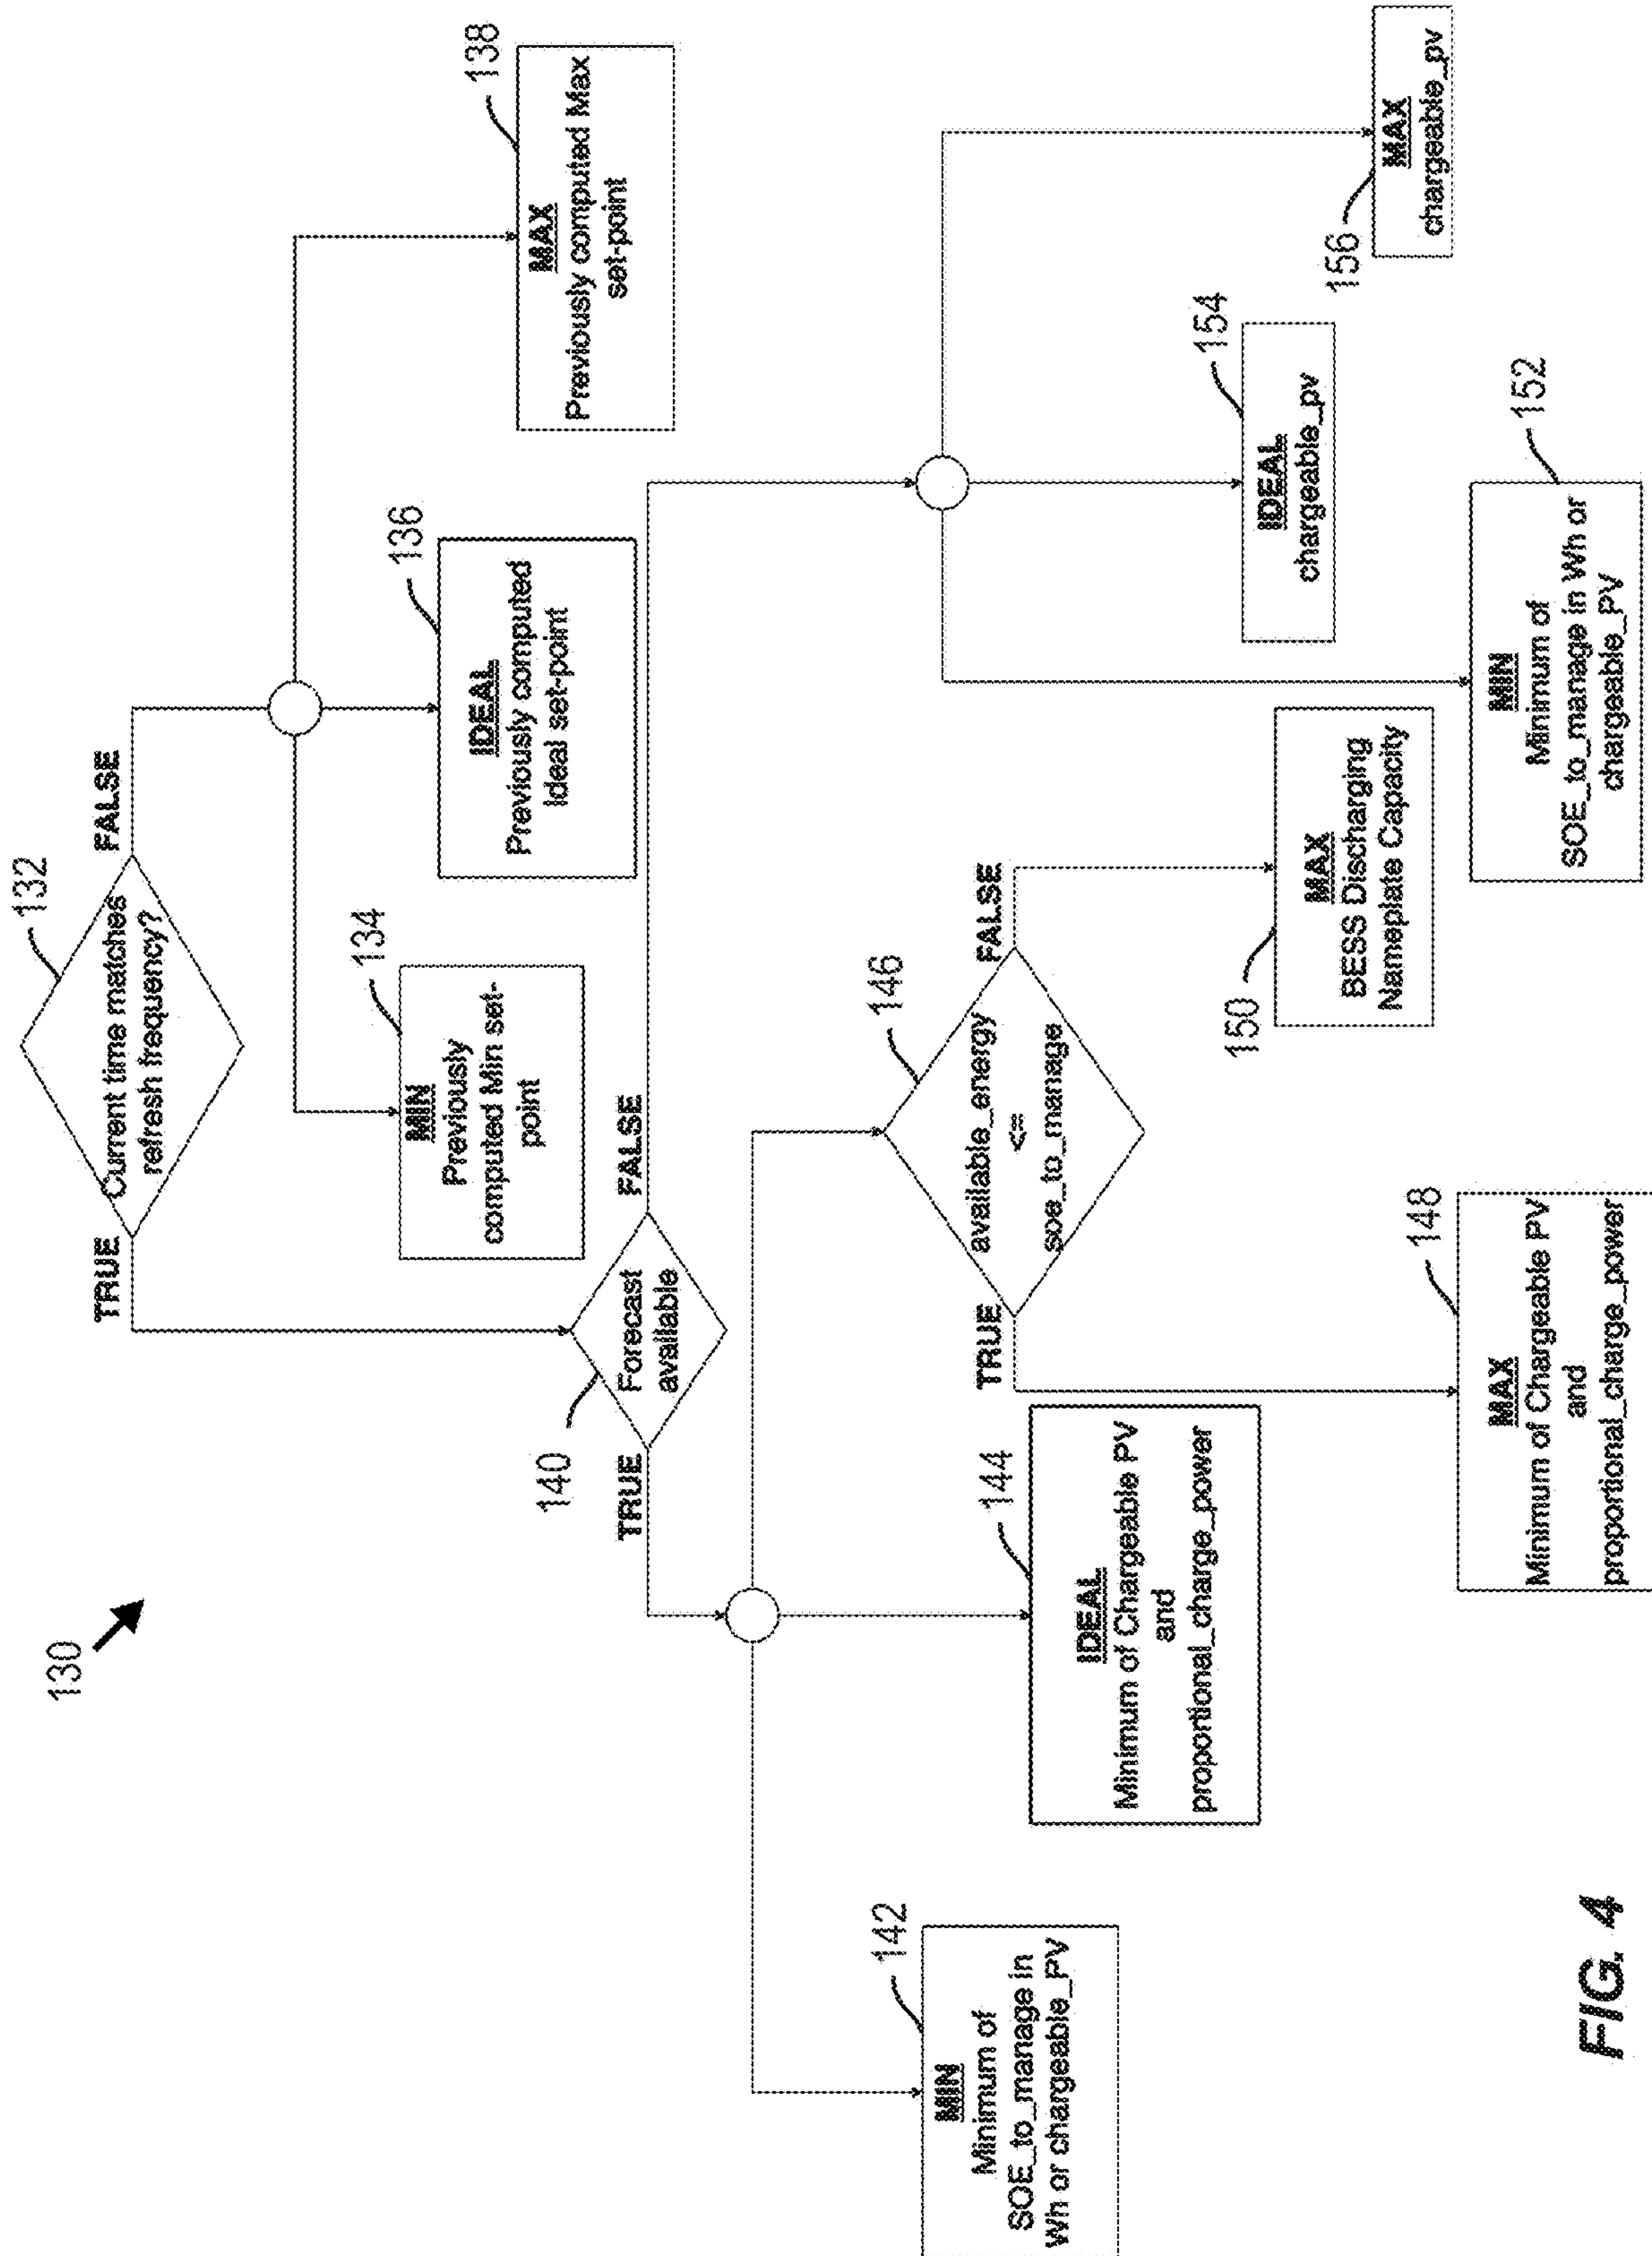 130
132
Current time matches
refresh frequency?
TRUE
FALSE
134
MIN
Previously
computed Min set-
point
136
IDEAL
Previously computed
Ideal set-point
138
MAX
Previously computed Max
set-point
140
Forecast
available
TRUE
FALSE
142
MIN
Minimum of
SOE_to_manage in
Wh or chargeable_PV
144
IDEAL
Minimum of Chargeable PV
and
proportional_charge_power
146
available_energy
<=
soe_to_manage
TRUE
FALSE
148
MAX
Minimum of Chargeable PV
and
proportional_charge_power
150
MAX
BESS Discharging
Nameplate Capacity
152
MIN
Minimum of
SOE_to_manage in Wh or
chargeable_PV
154
IDEAL
chargeable_pv
156
MAX
chargeable_pv
FIG. 4